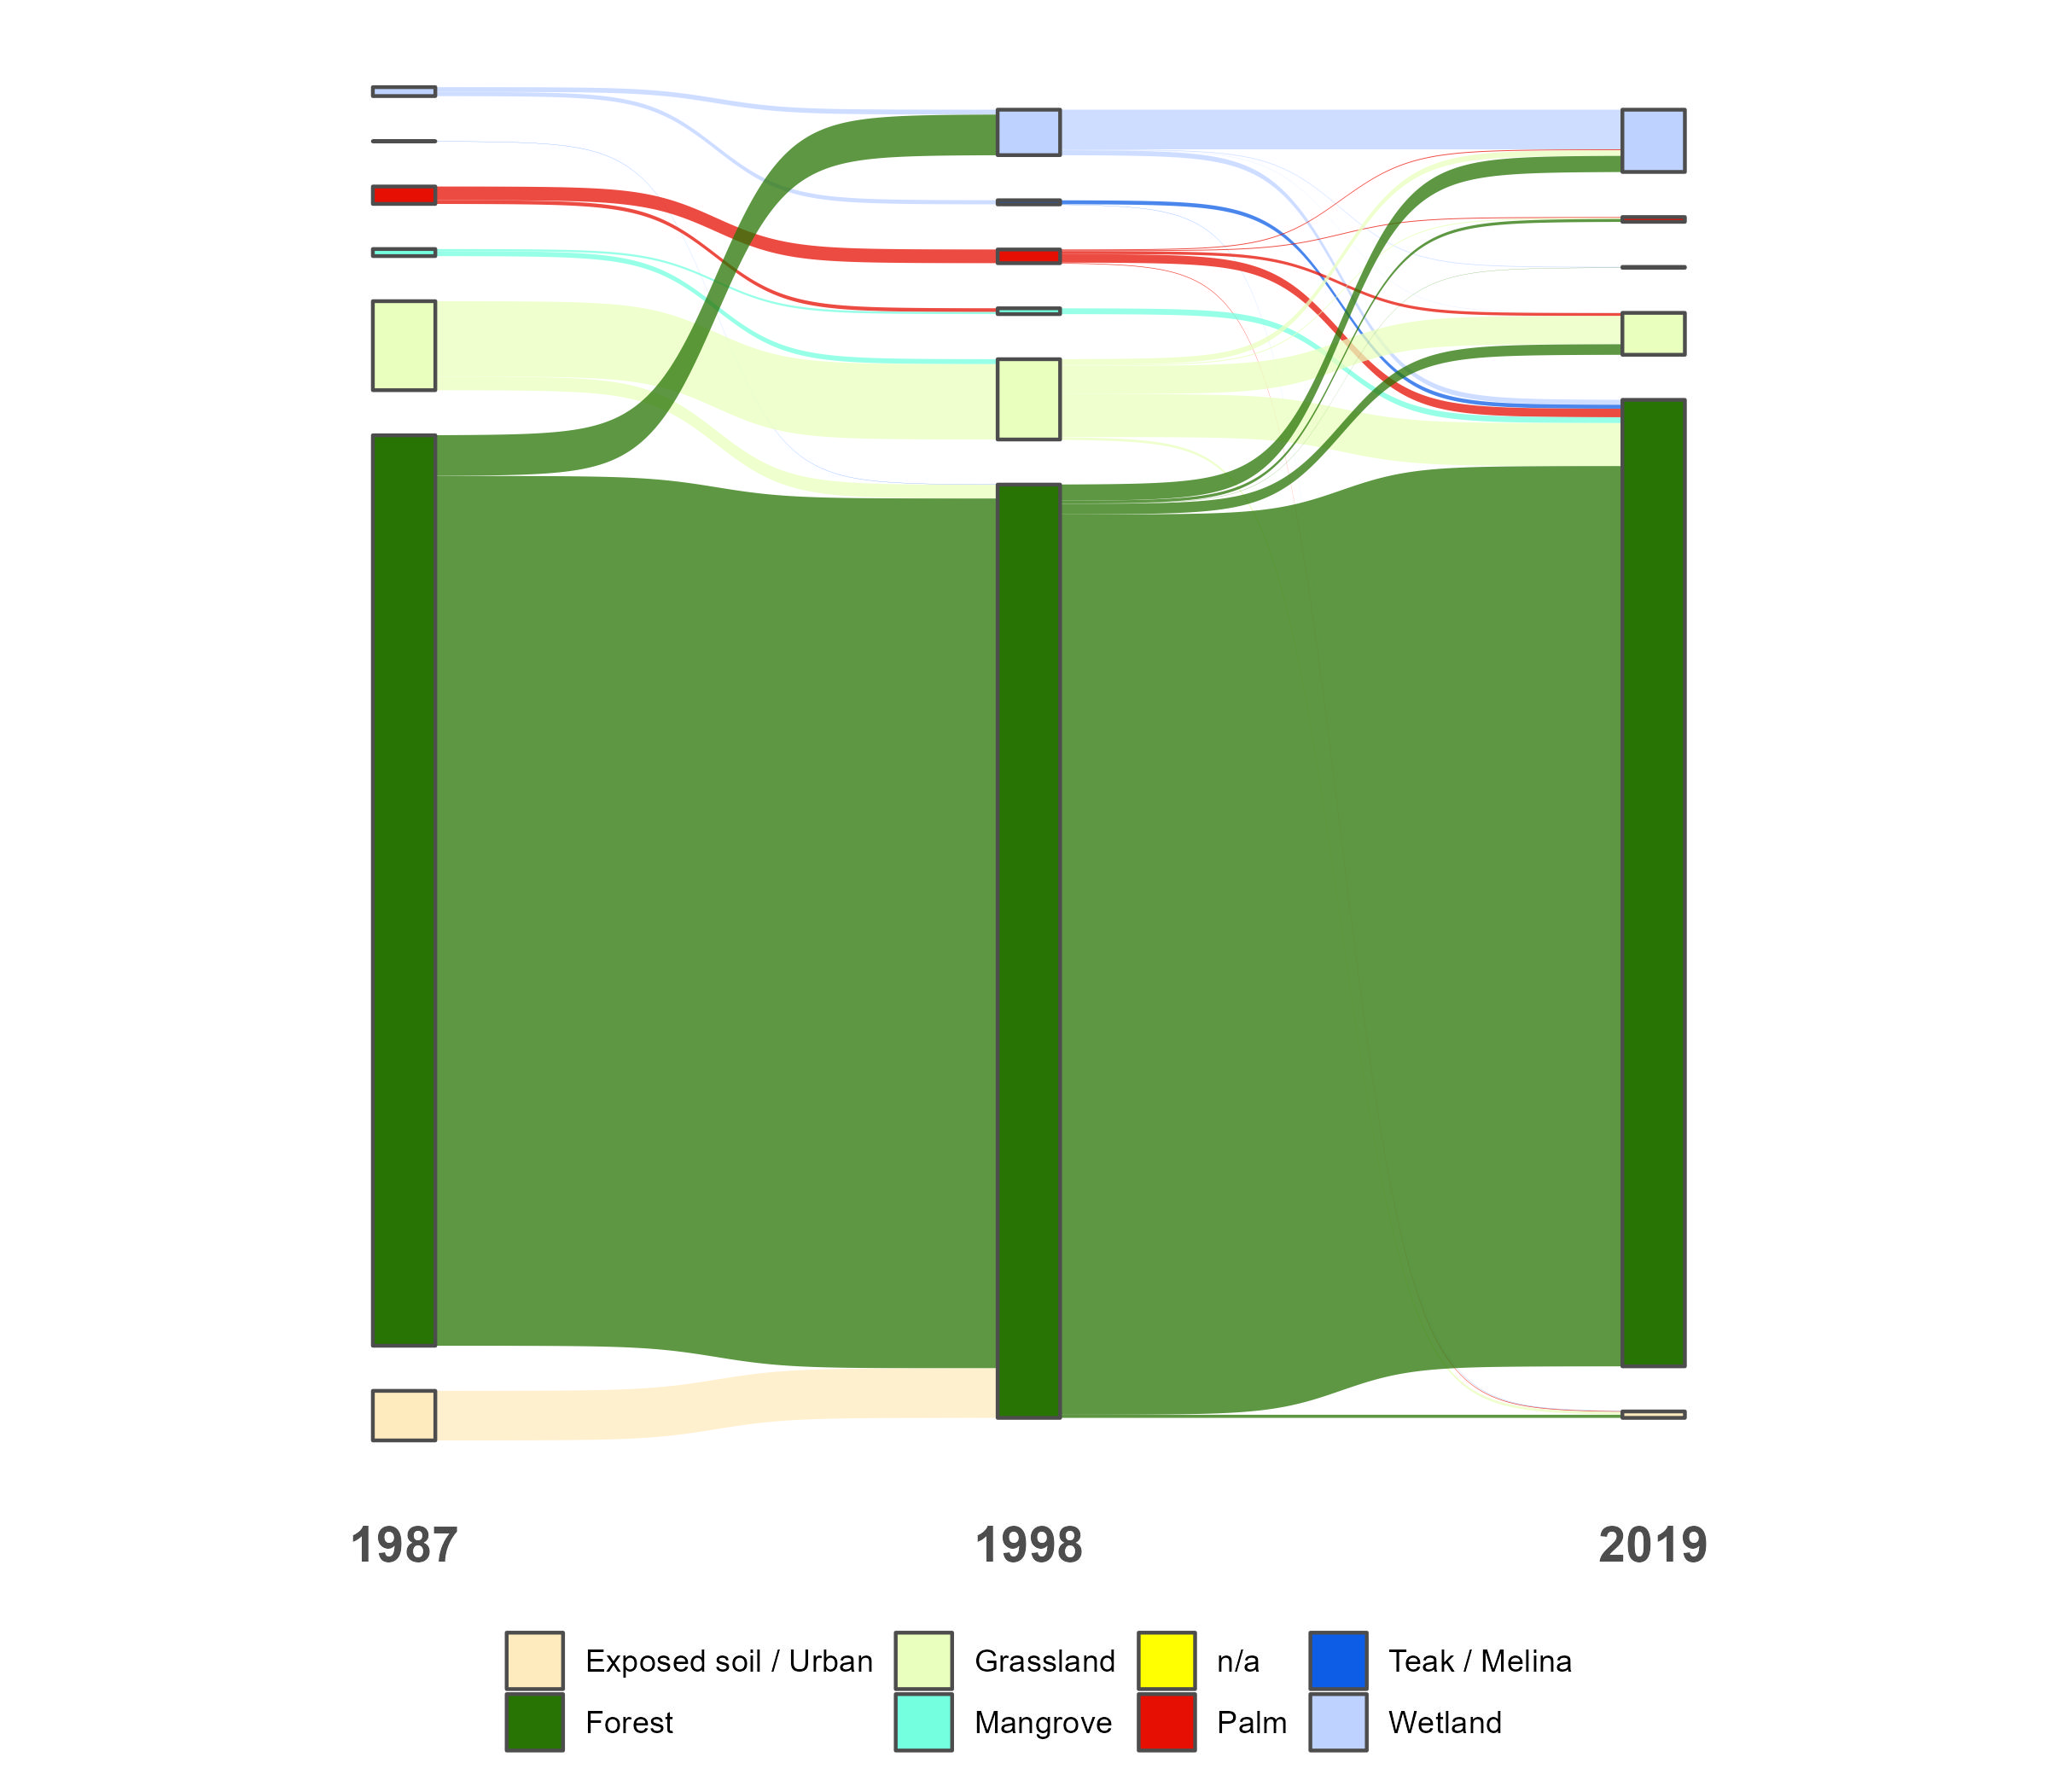 1987 1998 2019
Exposed soil / Urban Grassland n/a Teak / Melina
Forest Mangrove Palm Wetland